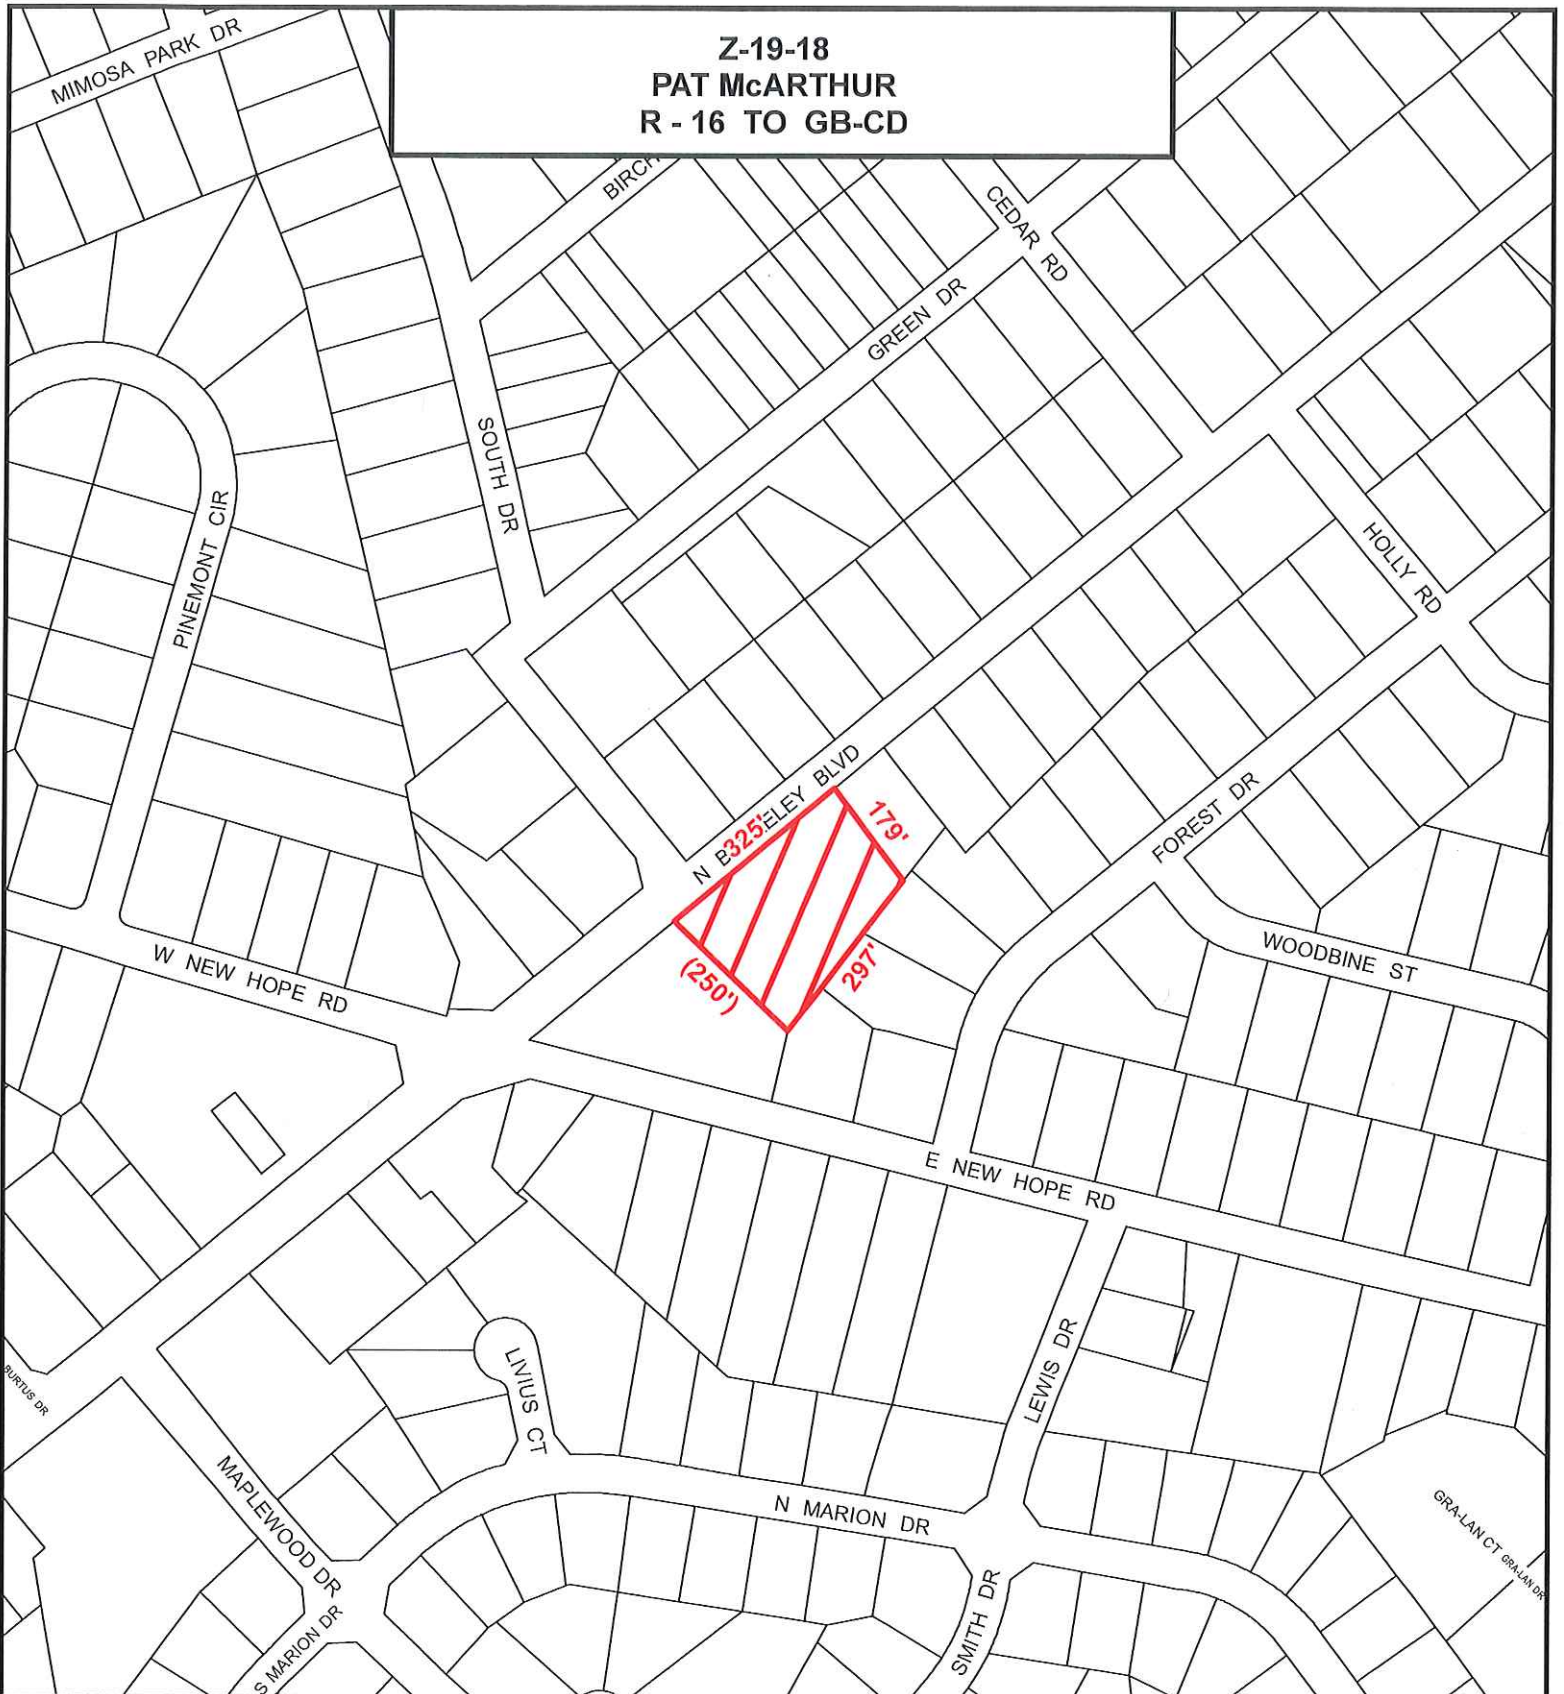 Z-19-18
PAT McARTHUR
R - 16 TO GB-CD
MIMOSA PARK DR
BIRCH
CEDAR RD
GREEN DR
SOUTH DR
PINEMONT CIR
HOLLY RD
N B ELEY BLVD
325'
179'
297'
(250')
FOREST DR
WOODBINE ST
W NEW HOPE RD
E NEW HOPE RD
LEWIS DR
LIVIUS CT
BURTUS DR
MAPLEWOOD DR
N MARION DR
GRA-LAN CT
GRA-LAN DR
SMITH DR
S MARION DR